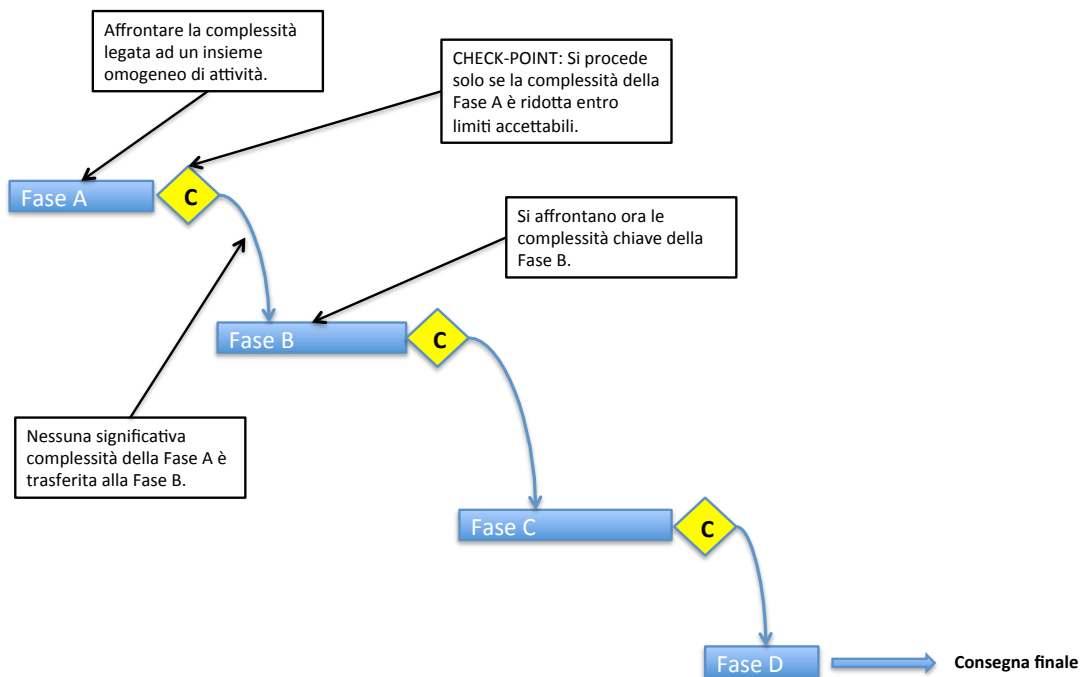 Affrontare la complessità
legata ad un insieme
omogeneo di attività.
CHECK-POINT: Si procede
solo se la complessità della
Fase A è ridotta entro
limiti accettabili.
Fase A
C
Si affrontano ora le
complessità chiave della
Fase B.
Fase B
C
Nessuna significativa
complessità della Fase A è
trasferita alla Fase B.
Fase C
C
Fase D
Consegna finale